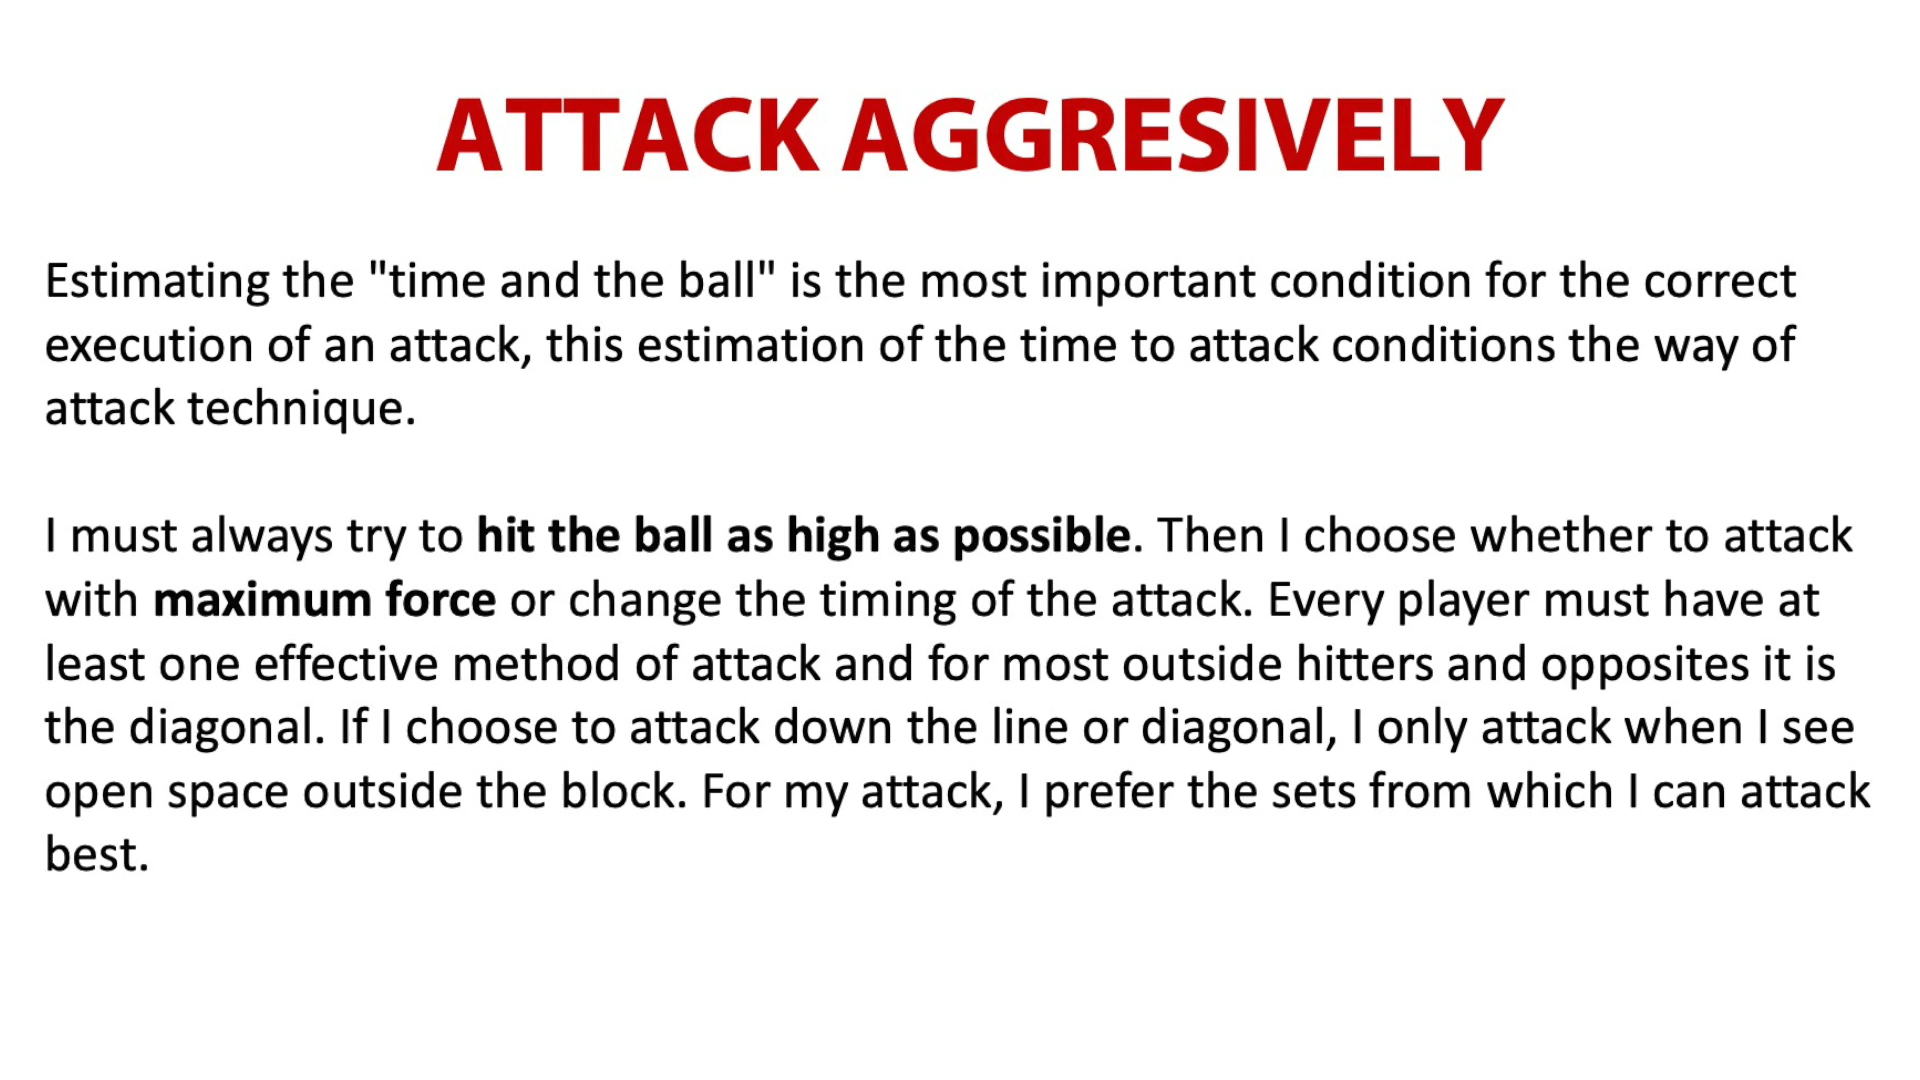 ATTACK AGGRESIVELY
Estimating the "time and the ball" is the most important condition for the correct
execution of an attack, this estimation of the time to attack conditions the way of
attack technique.
I must always try to hit the ball as high as possible. Then I choose whether to attack
with maximum force or change the timing of the attack. Every player must have at
least one effective method of attack and for most outside hitters and opposites it is
the diagonal. If I choose to attack down the line or diagonal, I only attack when I see
open space outside the block. For my attack, I prefer the sets from which I can attack
best.